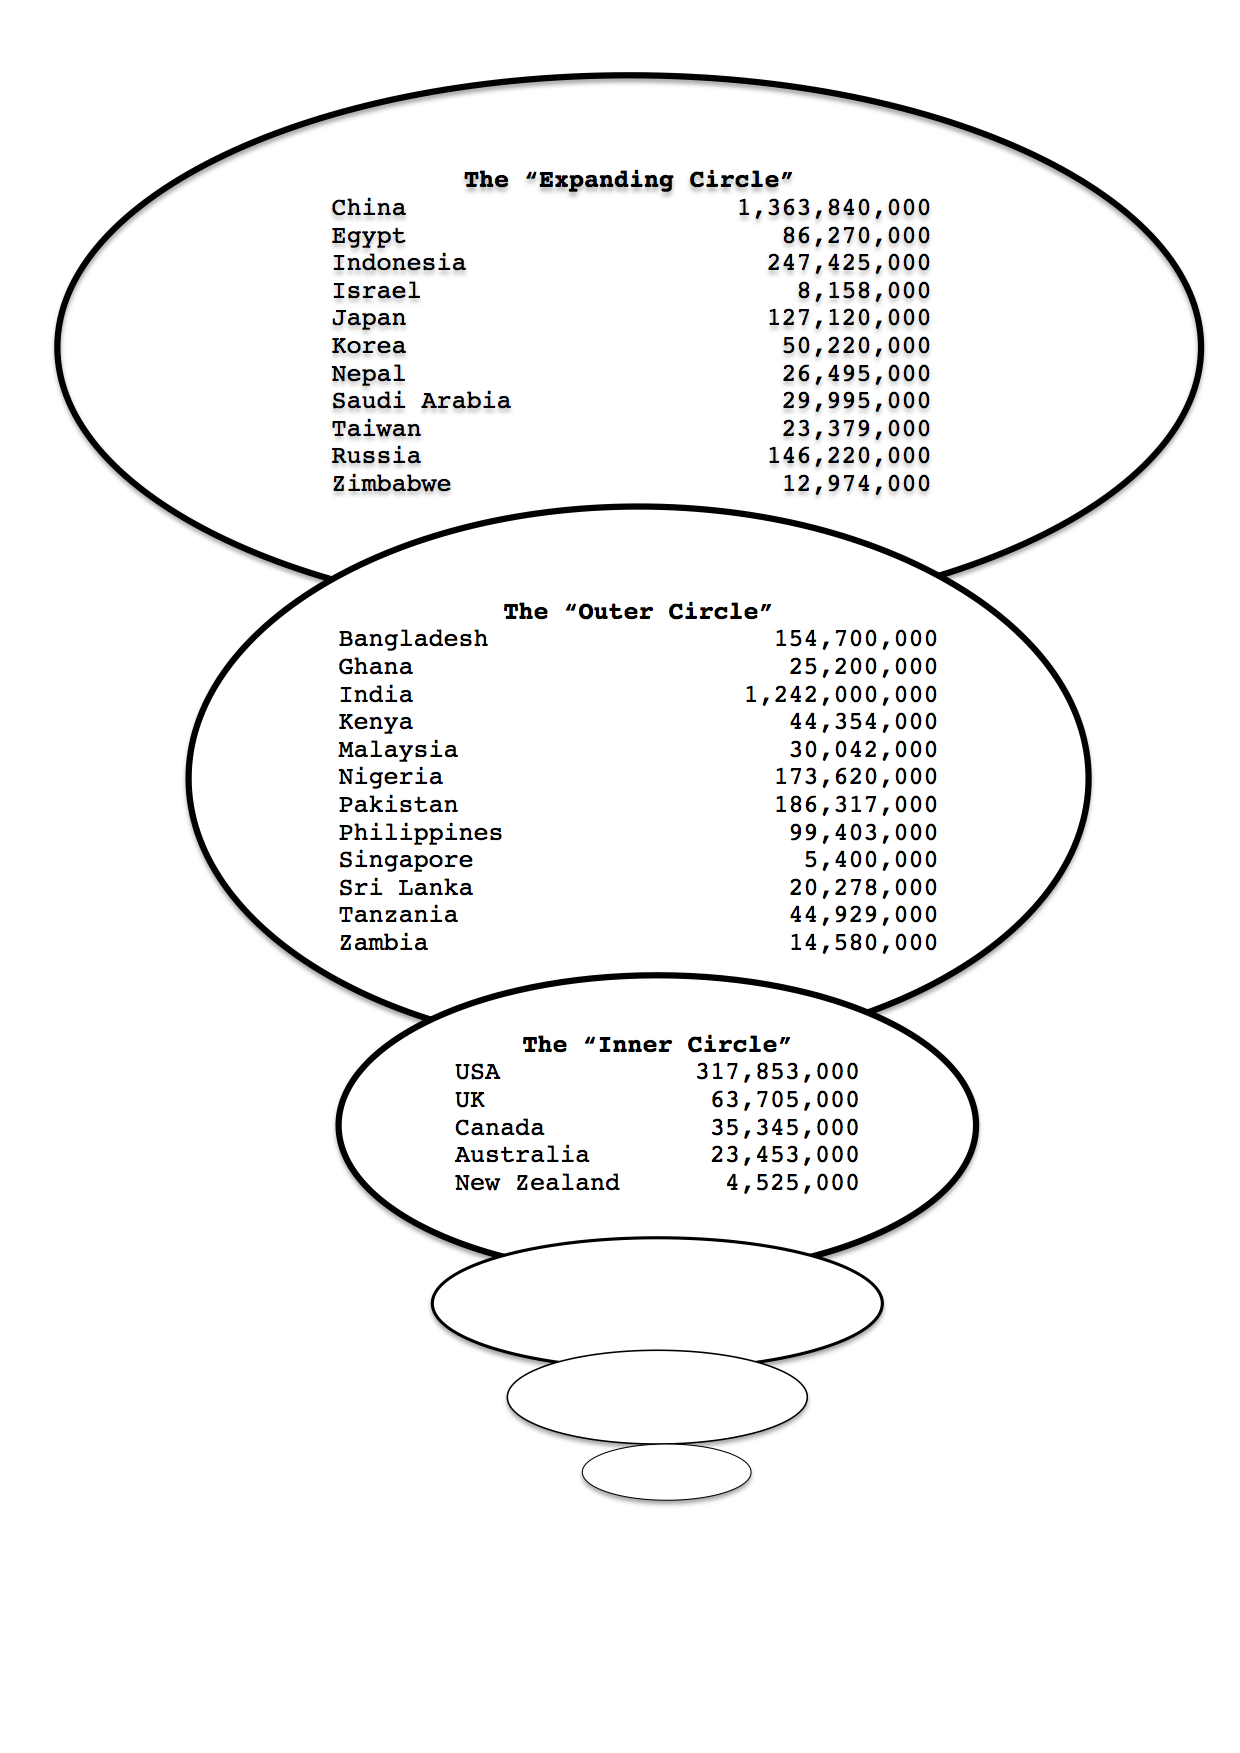 The “Expanding Circle”
China 1,363,840,000
Egypt 86,270,000
Indonesia 247,425,000
Israel 8,158,000
Japan 127,120,000
Korea 50,220,000
Nepal 26,495,000
Saudi Arabia 29,995,000
Taiwan 23,379,000
Russia 146,220,000
Zimbabwe 12,974,000
The “Outer Circle”
Bangladesh 154,700,000
Ghana 25,200,000
India 1,242,000,000
Kenya 44,354,000
Malaysia 30,042,000
Nigeria 173,620,000
Pakistan 186,317,000
Philippines 99,403,000
Singapore 5,400,000
Sri Lanka 20,278,000
Tanzania 44,929,000
Zambia 14,580,000
The “Inner Circle”
USA 317,853,000
UK 63,705,000
Canada 35,345,000
Australia 23,453,000
New Zealand 4,525,000